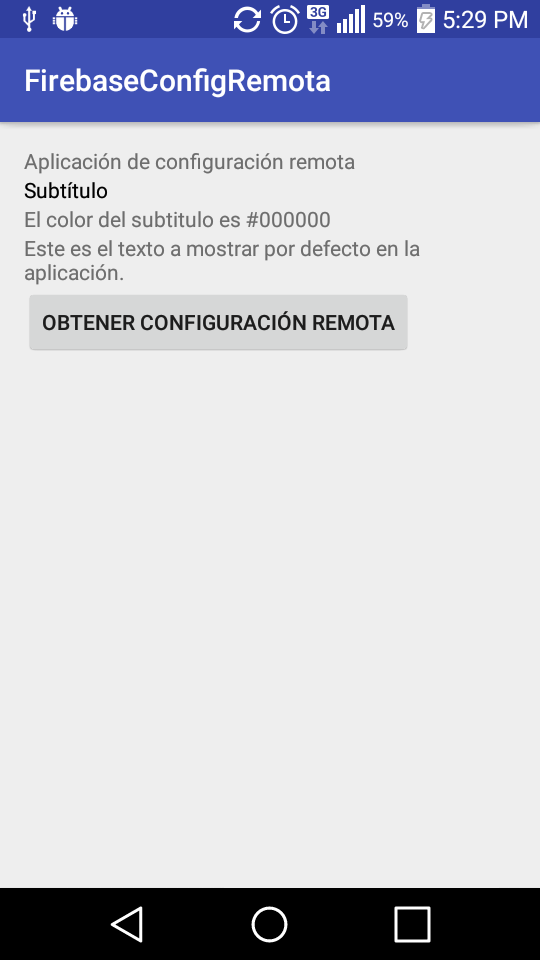 3G 59% 5:29 PM
FirebaseConfigRemota
Aplicación de configuración remota
Subtítulo
El color del subtitulo es #000000
Este es el texto a mostrar por defecto en la
aplicación.
OBTENER CONFIGURACIÓN REMOTA